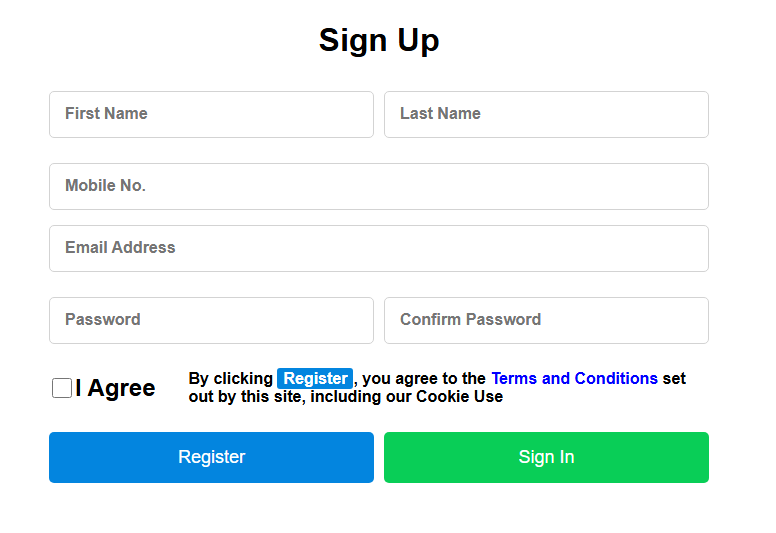 Sign Up
First Name
Last Name
Mobile No.
Email Address
Password
Confirm Password
I Agree
By clicking Register, you agree to the Terms and Conditions set
out by this site, including our Cookie Use
Register
Sign In